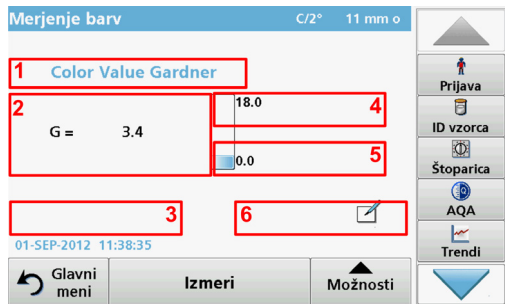 Merjenje barv C/2° 11 mm o
1 Color Value Gardner
2 18.0 4
G = 3.4
0.0 5
3 6
01-SEP-2012 11:38:35
Glavni meni
Izmeri
Možnosti
Prijava
ID vzorca
Štoparica
AQA
Trendi